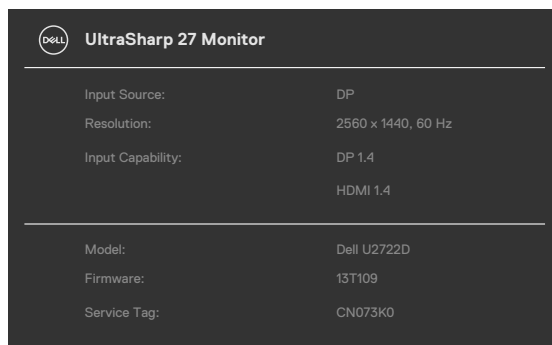 DELL UltraSharp 27 Monitor
Input Source: DP
Resolution: 2560 x 1440, 60 Hz
Input Capability: DP 1.4
HDMI 1.4
Model: Dell U2722D
Firmware: 13T109
Service Tag: CN073K0